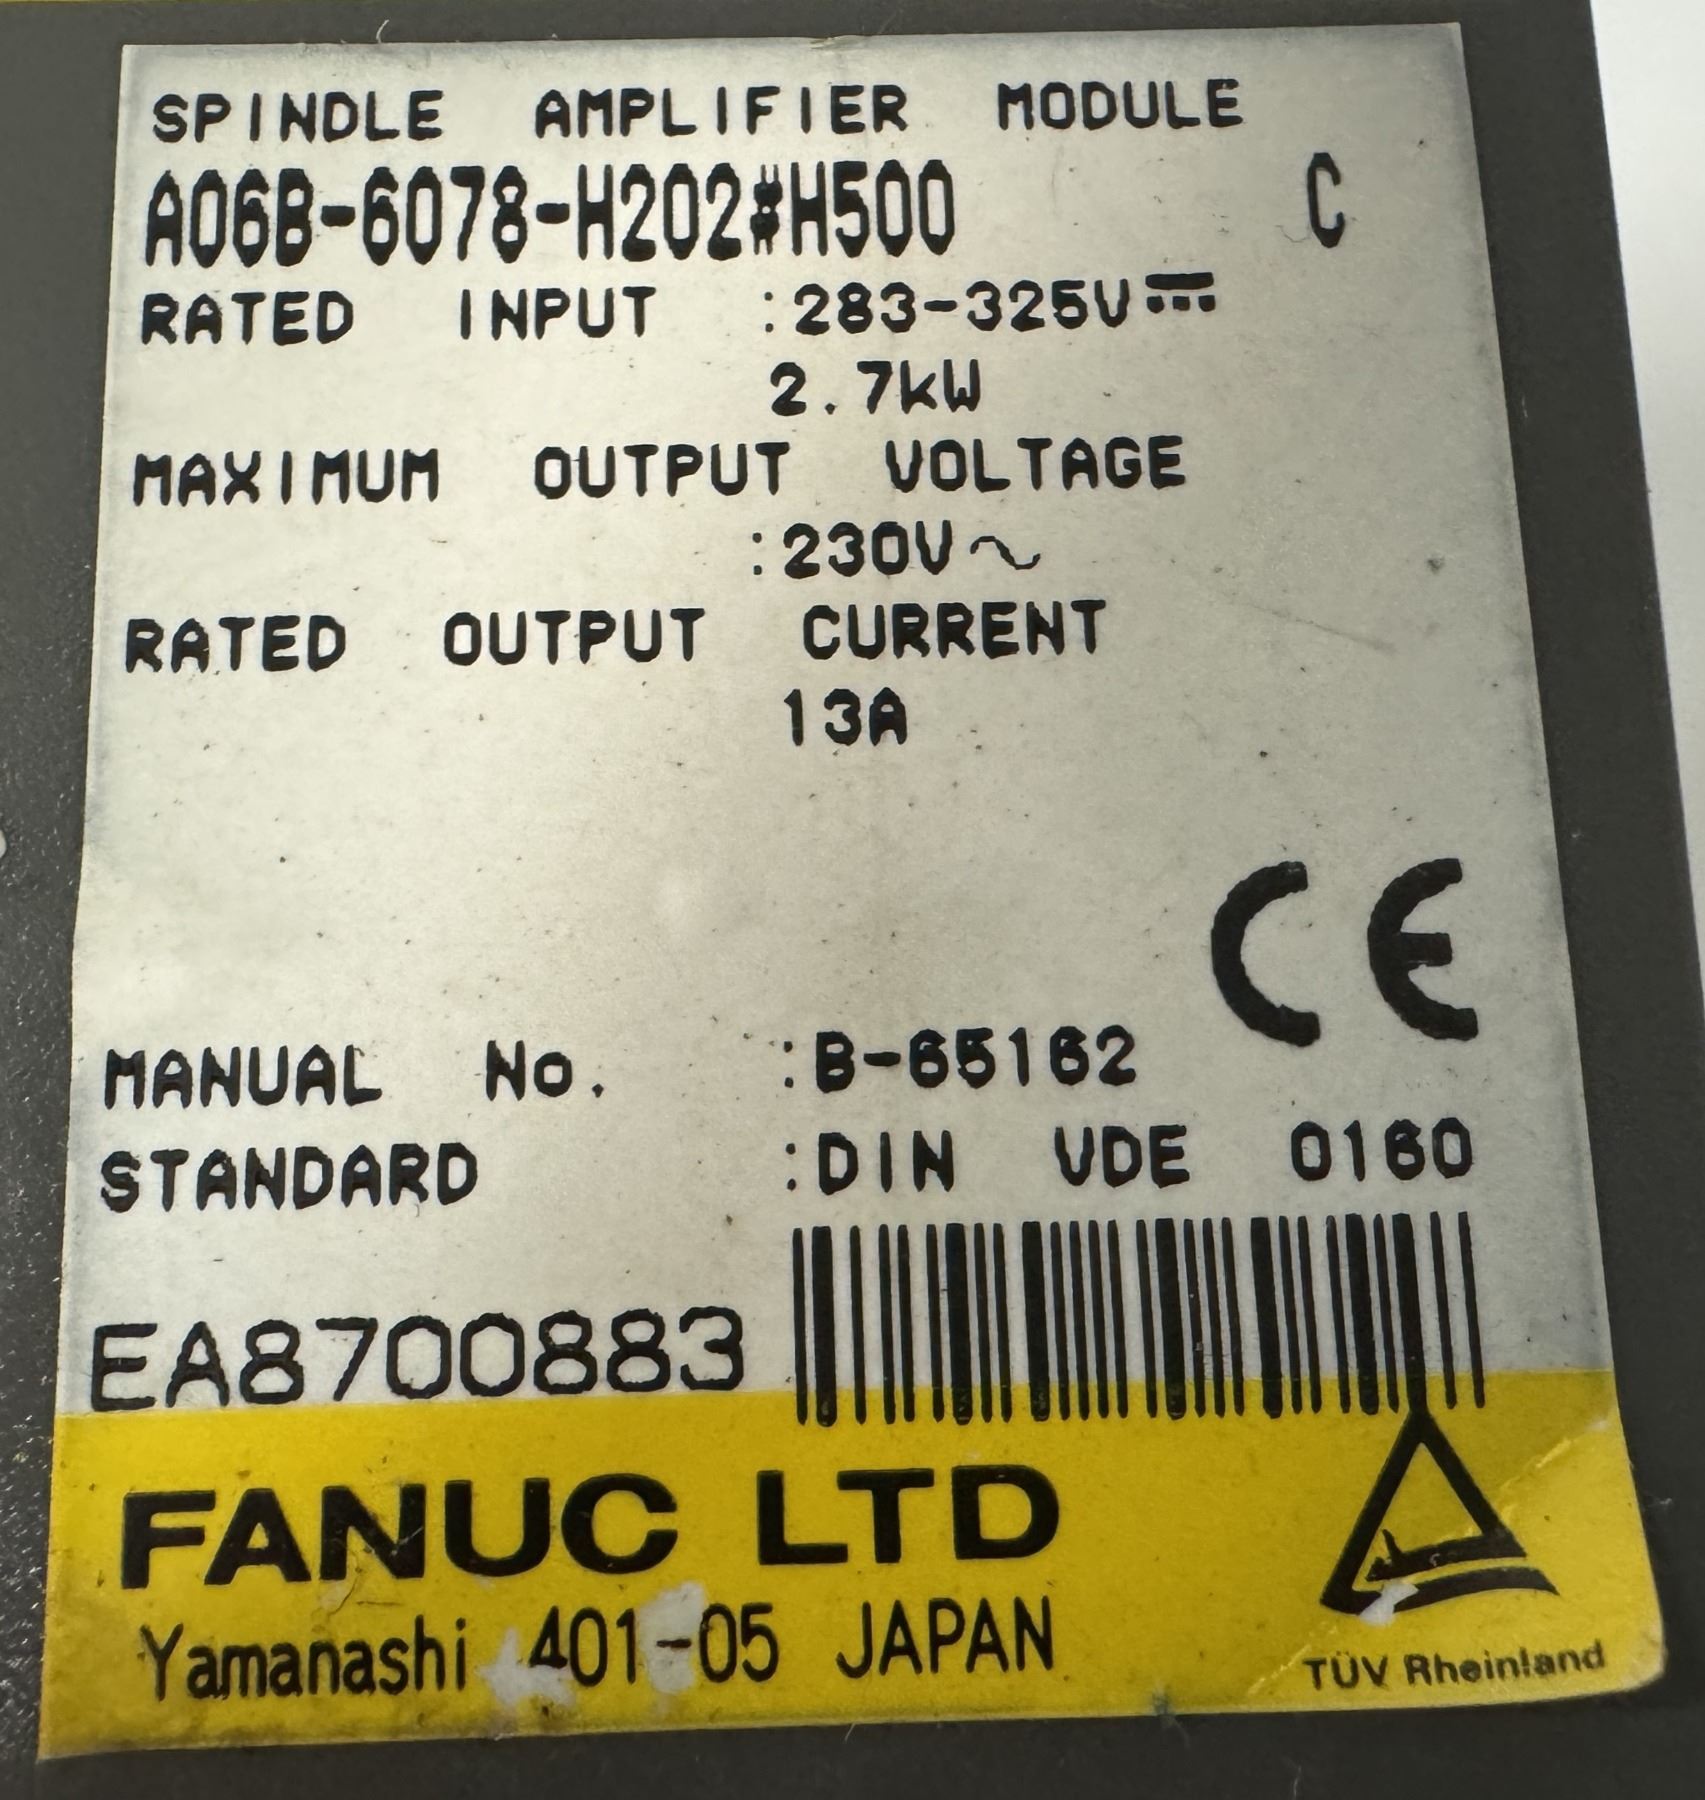 SPINDLE AMPLIFIER MODULE
A06B-6078-H202#H500 C
RATED INPUT :283-325V⎓
2.7kW
MAXIMUM OUTPUT VOLTAGE
:230V~
RATED OUTPUT CURRENT
13A
CE
MANUAL No. :B-65162
STANDARD :DIN VDE 0160
EA8700883
FANUC LTD
Yamanashi 401-05 JAPAN
TÜV Rheinland